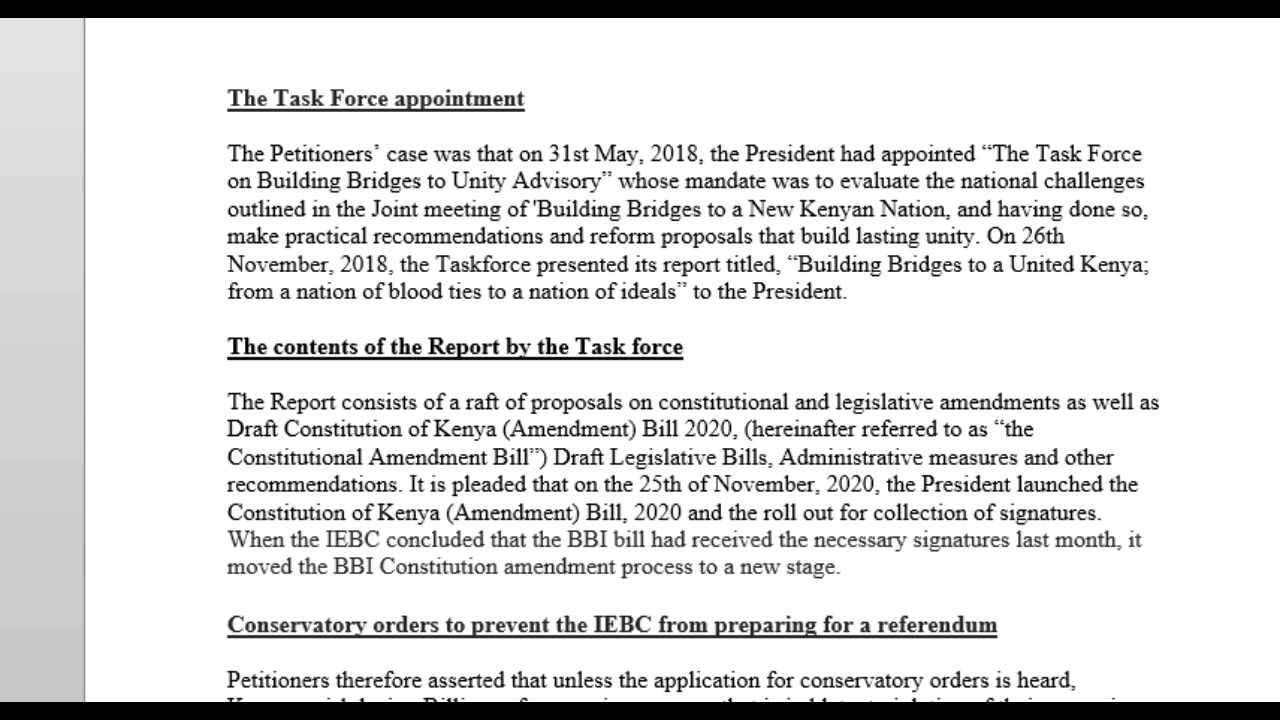 The Task Force appointment
The Petitioners’ case was that on 31st May, 2018, the President had appointed “The Task Force
on Building Bridges to Unity Advisory” whose mandate was to evaluate the national challenges
outlined in the Joint meeting of 'Building Bridges to a New Kenyan Nation, and having done so,
make practical recommendations and reform proposals that build lasting unity. On 26th
November, 2018, the Taskforce presented its report titled, “Building Bridges to a United Kenya;
from a nation of blood ties to a nation of ideals” to the President.
The contents of the Report by the Task force
The Report consists of a raft of proposals on constitutional and legislative amendments as well as
Draft Constitution of Kenya (Amendment) Bill 2020, (hereinafter referred to as “the
Constitutional Amendment Bill”) Draft Legislative Bills, Administrative measures and other
recommendations. It is pleaded that on the 25th of November, 2020, the President launched the
Constitution of Kenya (Amendment) Bill, 2020 and the roll out for collection of signatures.
When the IEBC concluded that the BBI bill had received the necessary signatures last month, it
moved the BBI Constitution amendment process to a new stage.
Conservatory orders to prevent the IEBC from preparing for a referendum
Petitioners therefore asserted that unless the application for conservatory orders is heard,